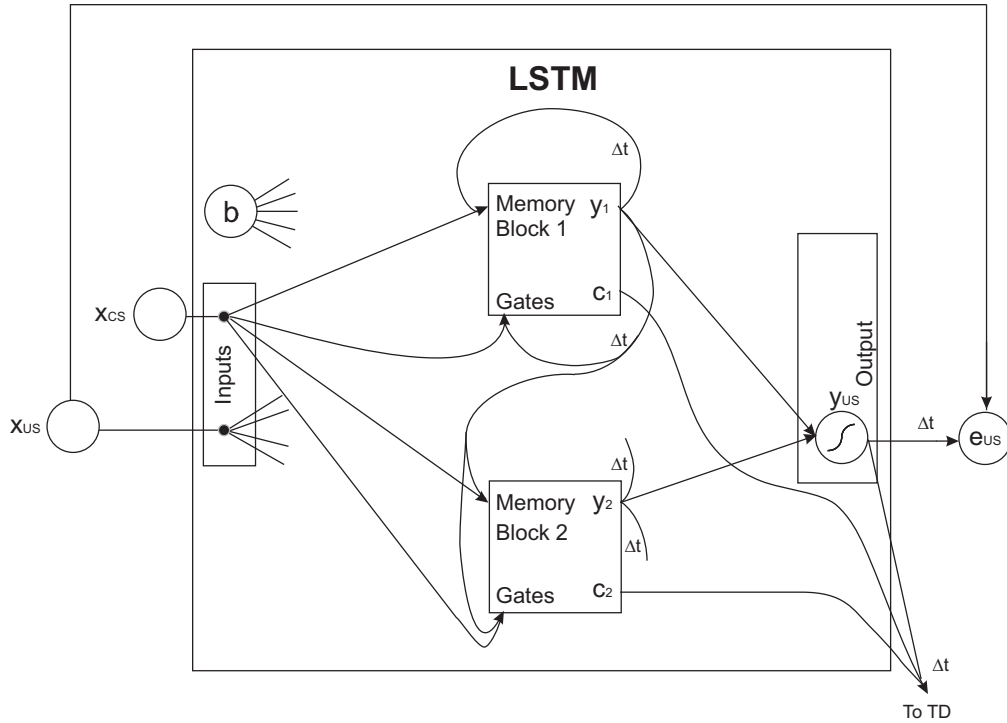 LSTM
Δt
b
Memory y1
Block 1
c1
Gates
xCS
Inputs
Δt
Output
yUS
xUS
Δt
eUS
Δt
Memory y2
Block 2
Δt
c2
Gates
Δt
To TD